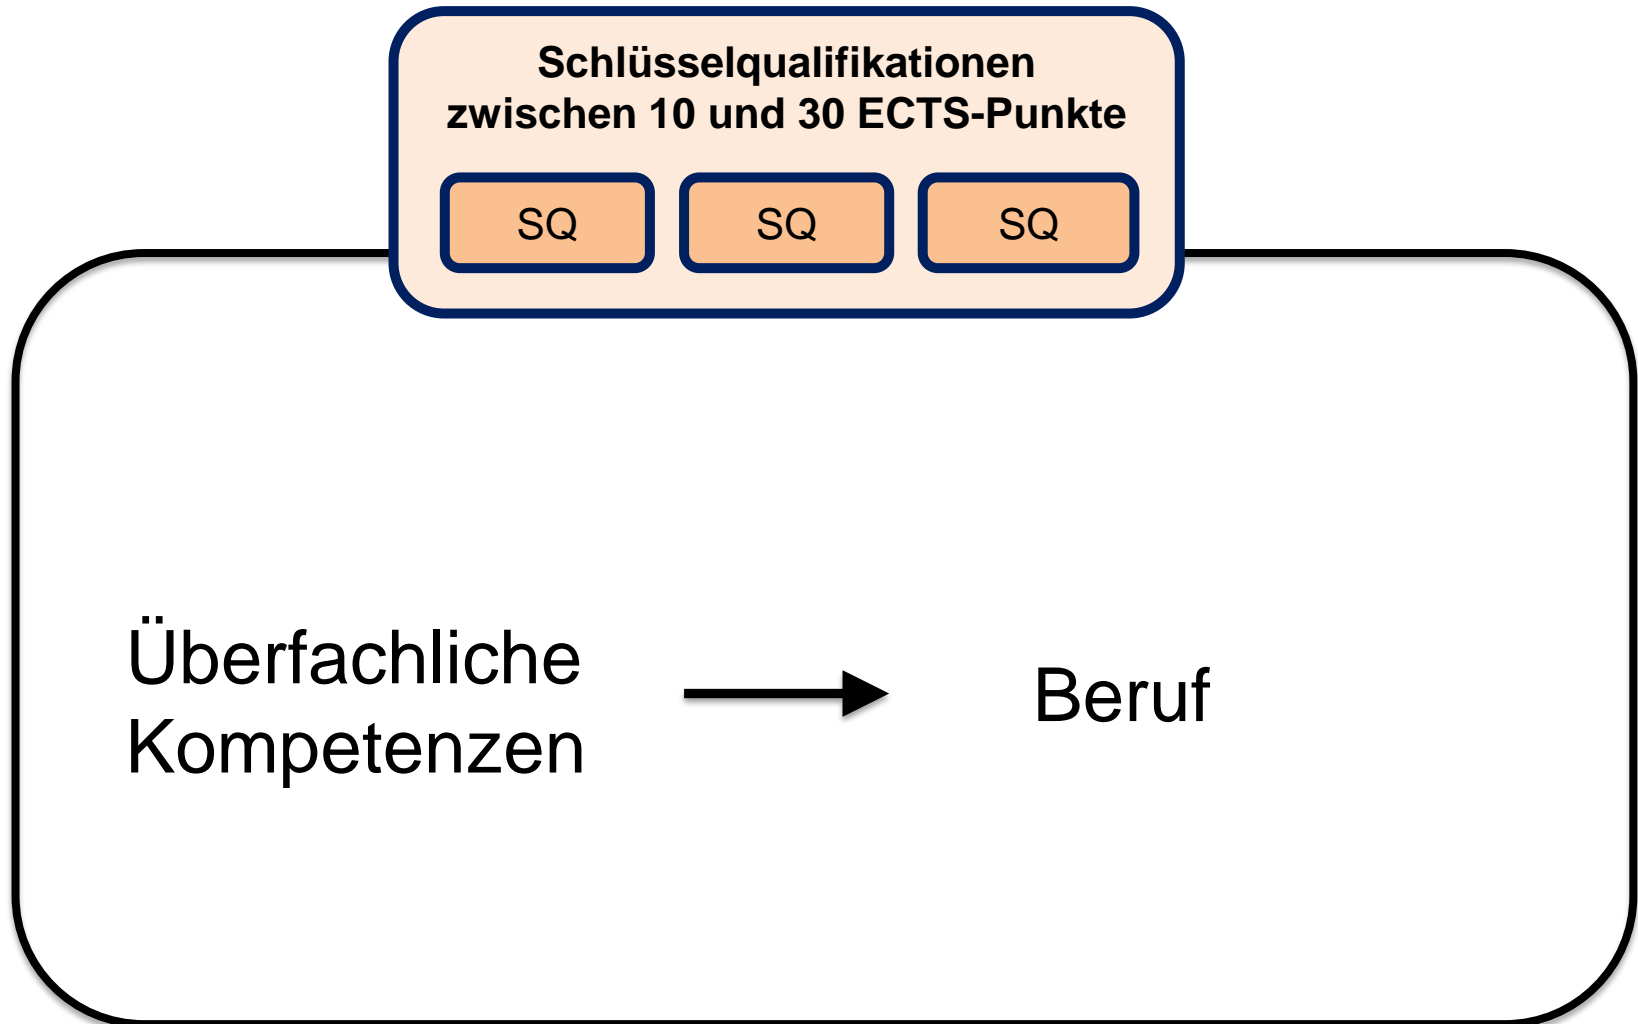 Schlüsselqualifikationen
zwischen 10 und 30 ECTS-Punkte
SQ
SQ
SQ
Überfachliche
Kompetenzen
Beruf